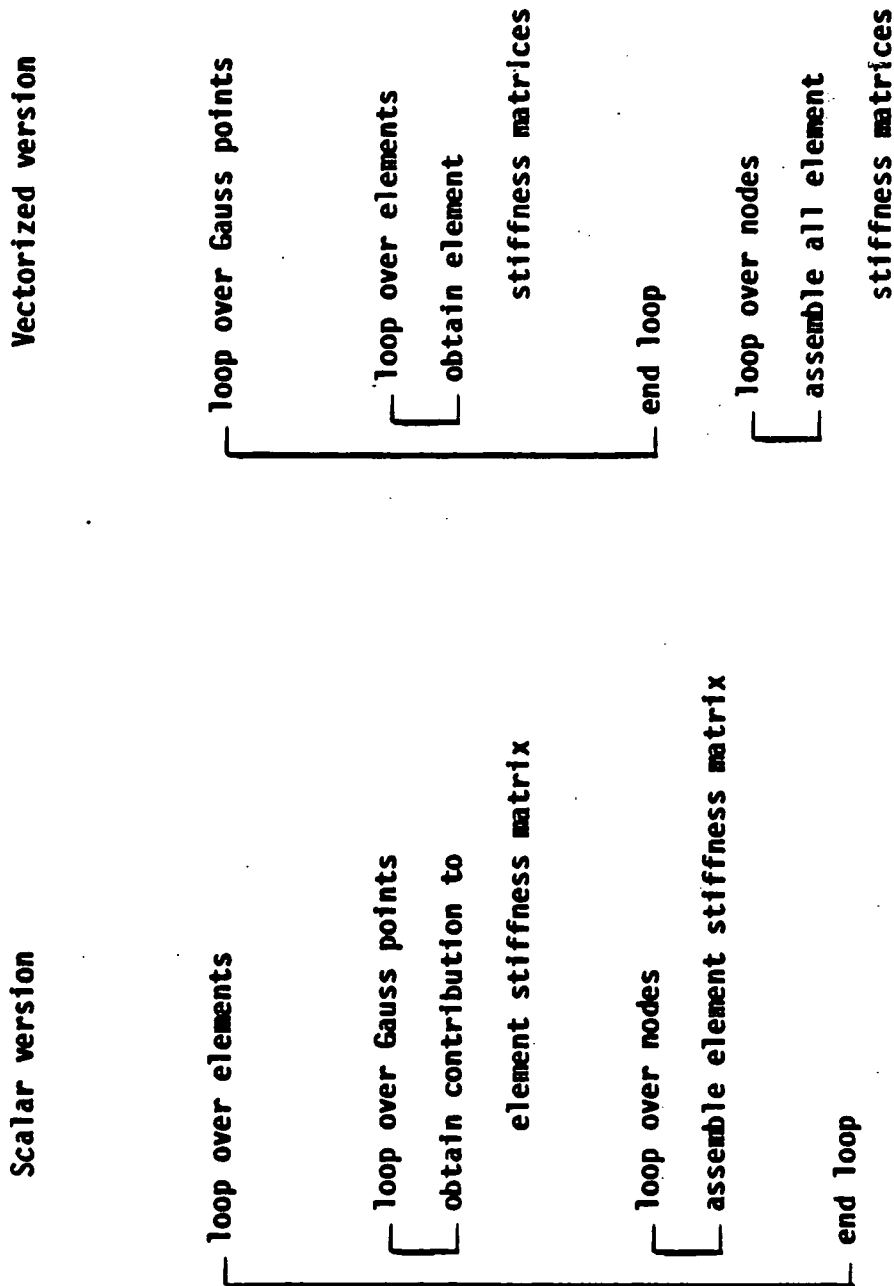 Scalar version
loop over elements
loop over Gauss points
obtain contribution to
element stiffness matrix
loop over nodes
assemble element stiffness matrix
end loop
Vectorized version
loop over Gauss points
loop over elements
obtain element
stiffness matrices
end loop
loop over nodes
assemble all element
stiffness matrices